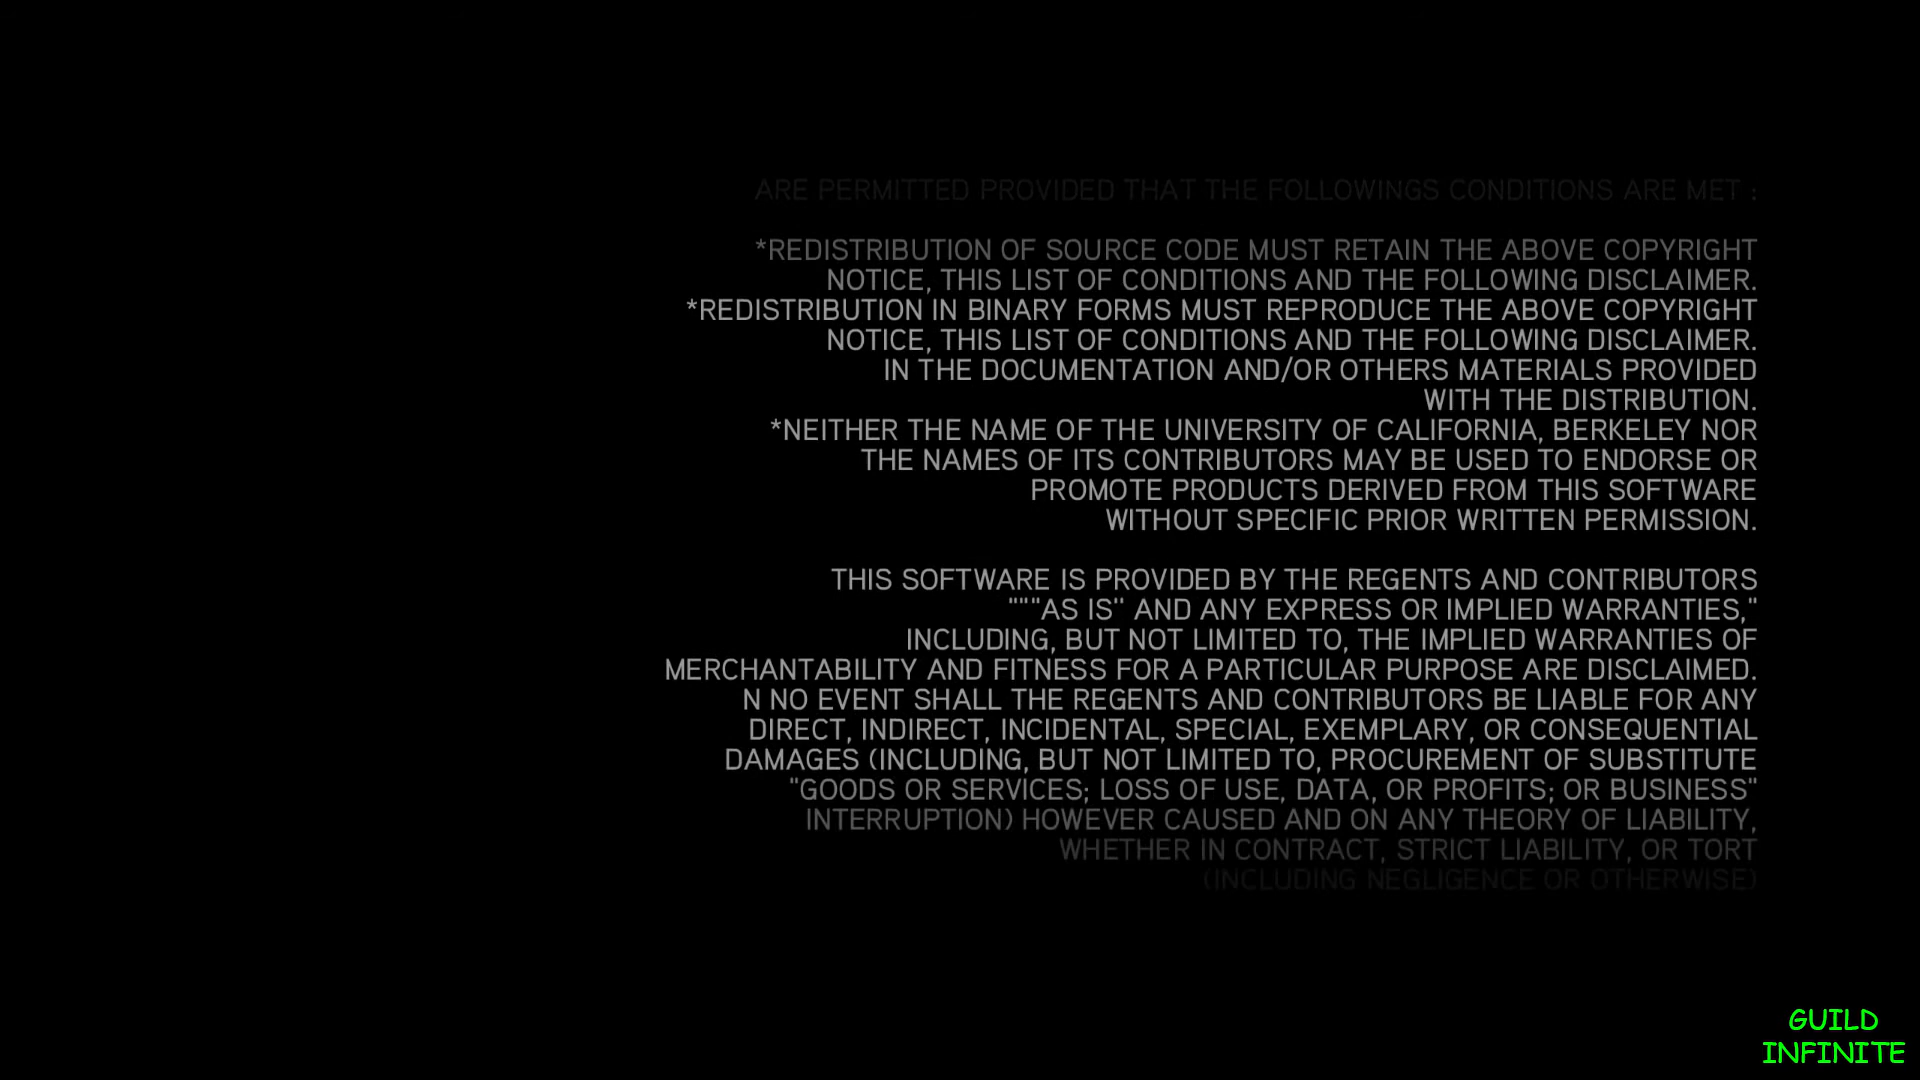 ARE PERMITTED PROVIDED THAT THE FOLLOWINGS CONDITIONS ARE MET :
*REDISTRIBUTION OF SOURCE CODE MUST RETAIN THE ABOVE COPYRIGHT
NOTICE, THIS LIST OF CONDITIONS AND THE FOLLOWING DISCLAIMER.
*REDISTRIBUTION IN BINARY FORMS MUST REPRODUCE THE ABOVE COPYRIGHT
NOTICE, THIS LIST OF CONDITIONS AND THE FOLLOWING DISCLAIMER.
IN THE DOCUMENTATION AND/OR OTHERS MATERIALS PROVIDED
WITH THE DISTRIBUTION.
*NEITHER THE NAME OF THE UNIVERSITY OF CALIFORNIA, BERKELEY NOR
THE NAMES OF ITS CONTRIBUTORS MAY BE USED TO ENDORSE OR
PROMOTE PRODUCTS DERIVED FROM THIS SOFTWARE
WITHOUT SPECIFIC PRIOR WRITTEN PERMISSION.
THIS SOFTWARE IS PROVIDED BY THE REGENTS AND CONTRIBUTORS
"""AS IS" AND ANY EXPRESS OR IMPLIED WARRANTIES,"
INCLUDING, BUT NOT LIMITED TO, THE IMPLIED WARRANTIES OF
MERCHANTABILITY AND FITNESS FOR A PARTICULAR PURPOSE ARE DISCLAIMED.
N NO EVENT SHALL THE REGENTS AND CONTRIBUTORS BE LIABLE FOR ANY
DIRECT, INDIRECT, INCIDENTAL, SPECIAL, EXEMPLARY, OR CONSEQUENTIAL
DAMAGES (INCLUDING, BUT NOT LIMITED TO, PROCUREMENT OF SUBSTITUTE
"GOODS OR SERVICES; LOSS OF USE, DATA, OR PROFITS; OR BUSINESS"
INTERRUPTION) HOWEVER CAUSED AND ON ANY THEORY OF LIABILITY,
WHETHER IN CONTRACT, STRICT LIABILITY, OR TORT
(INCLUDING NEGLIGENCE OR OTHERWISE)
GUILD
INFINITE